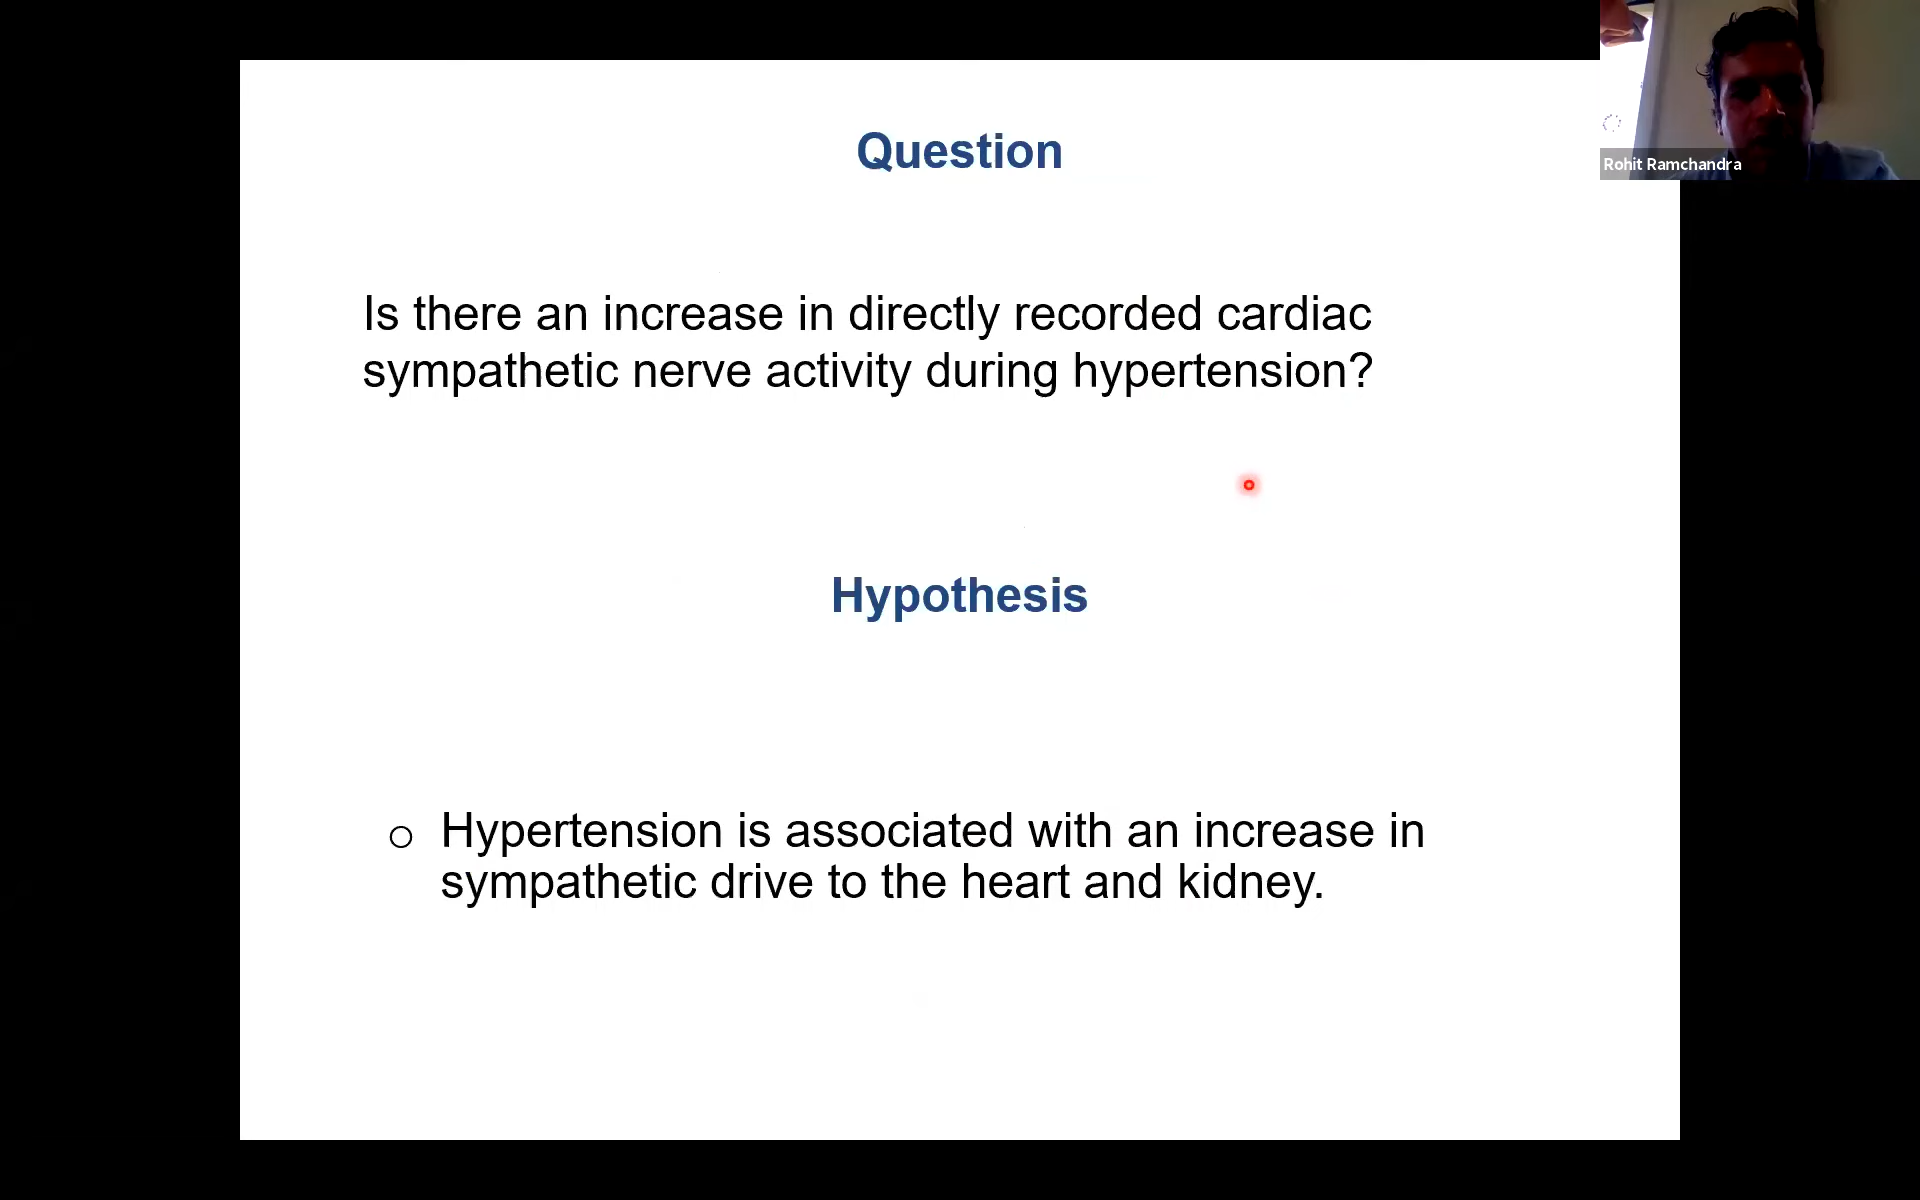 Rohit Ramchandra
Question
Is there an increase in directly recorded cardiac
sympathetic nerve activity during hypertension?
Hypothesis
o Hypertension is associated with an increase in
sympathetic drive to the heart and kidney.